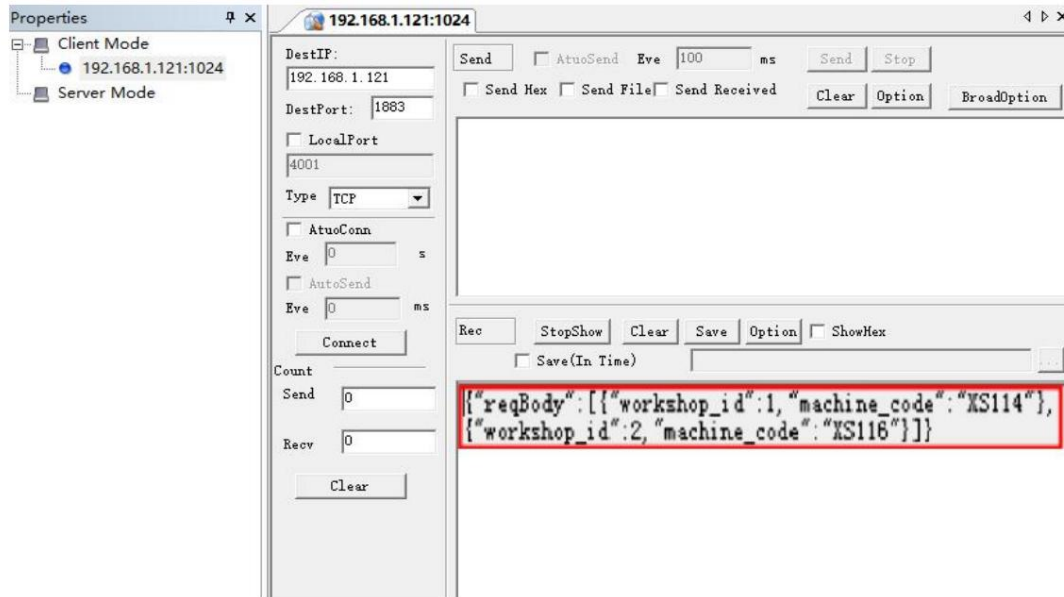 Properties
Client Mode
192.168.1.121:1024
Server Mode
192.168.1.121:1024
DestIP:
192.168.1.121
DestPort: 1883
LocalPort
4001
Type TCP
AtuoConn
Eve 0 s
AutoSend
Eve 0 ms
Connect
Count
Send 0
Recv 0
Clear
Send AtuoSend Eve 100 ms Send Stop
Send Hex Send File Send Received Clear Option BroadOption
Rec StopShow Clear Save Option ShowHex
Save(In Time) ...
{"reqBody":[{"workshop_id":1,"machine_code":"XS114"},
{"workshop_id":2,"machine_code":"XS116"}]}